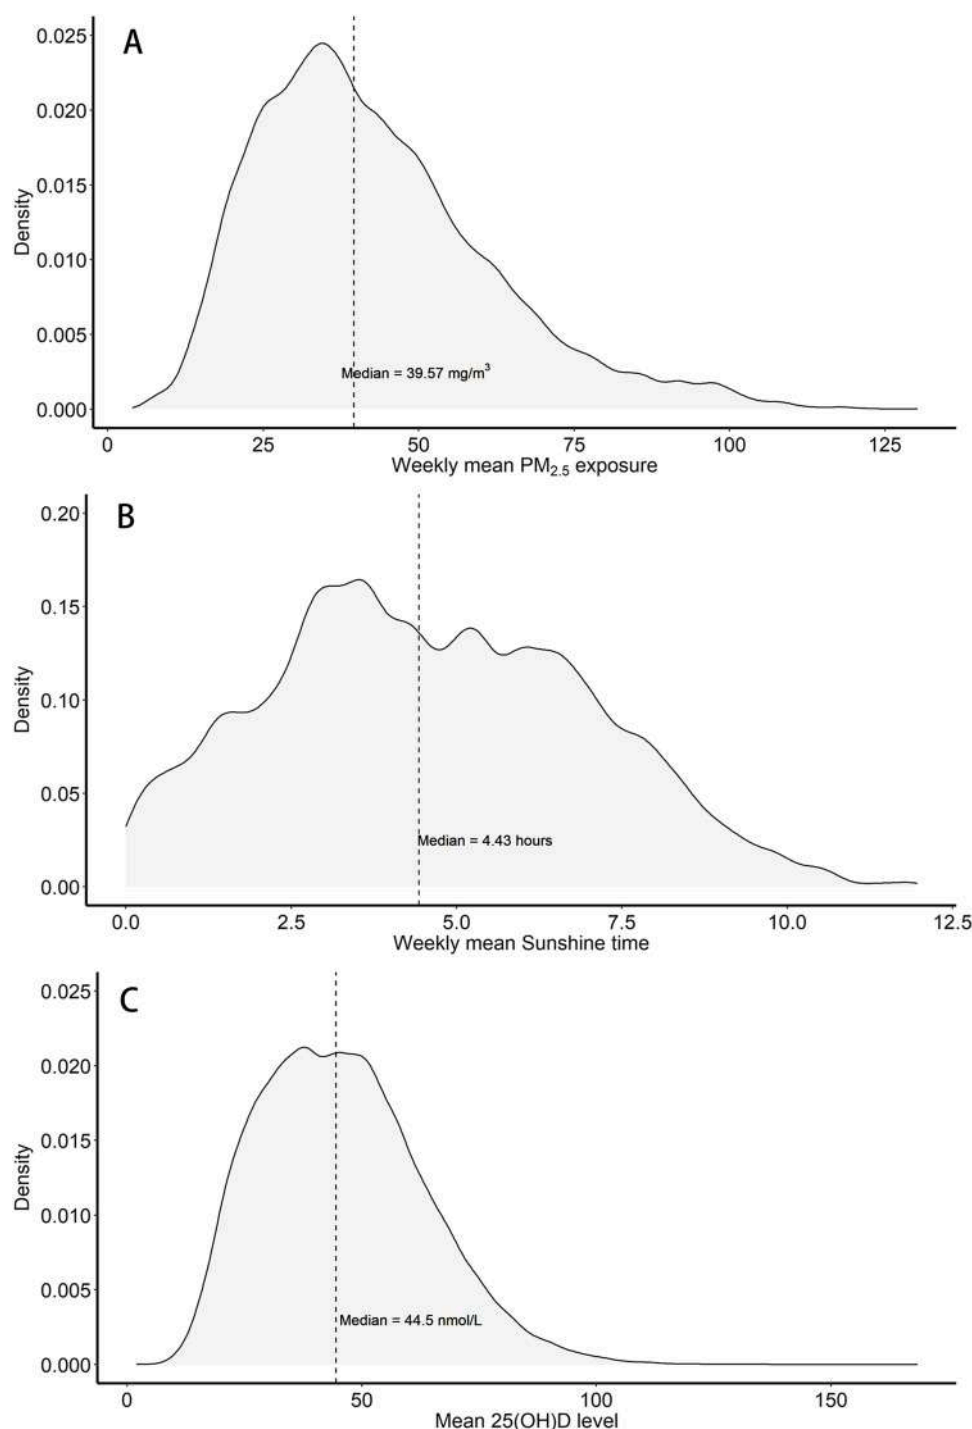 A
0.025
0.020
0.015
0.010
0.005
0.000
Density
Median = 39.57 mg/m³
0 25 50 75 100 125
Weekly mean PM₂.₅ exposure
B
0.20
0.15
0.10
0.05
0.00
Density
Median = 4.43 hours
0.0 2.5 5.0 7.5 10.0 12.5
Weekly mean Sunshine time
C
0.025
0.020
0.015
0.010
0.005
0.000
Density
Median = 44.5 nmol/L
0 50 100 150
Mean 25(OH)D level